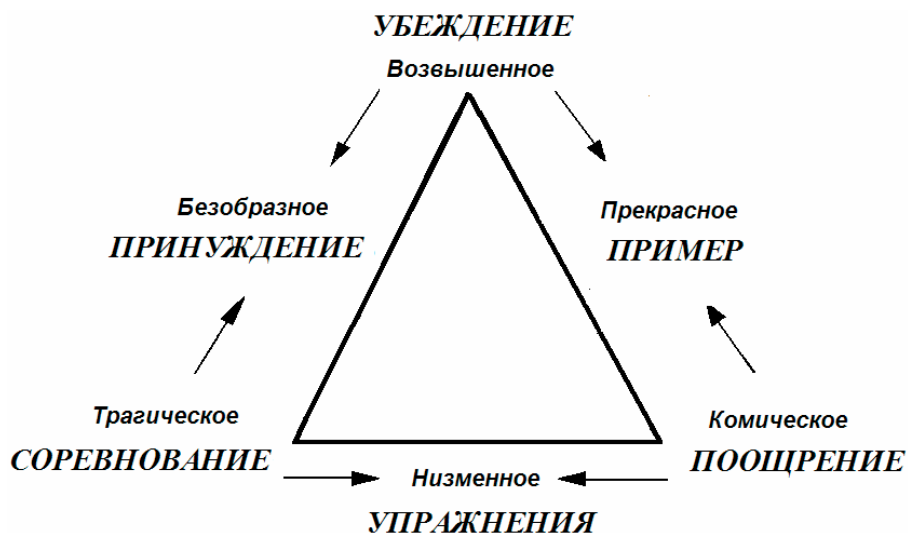 УБЕЖДЕНИЕ
Возвышенное
Безобразное
ПРИНУЖДЕНИЕ
Прекрасное
ПРИМЕР
Трагическое
СОРЕВНОВАНИЕ
Комическое
ПООЩРЕНИЕ
Низменное
УПРАЖНЕНИЯ